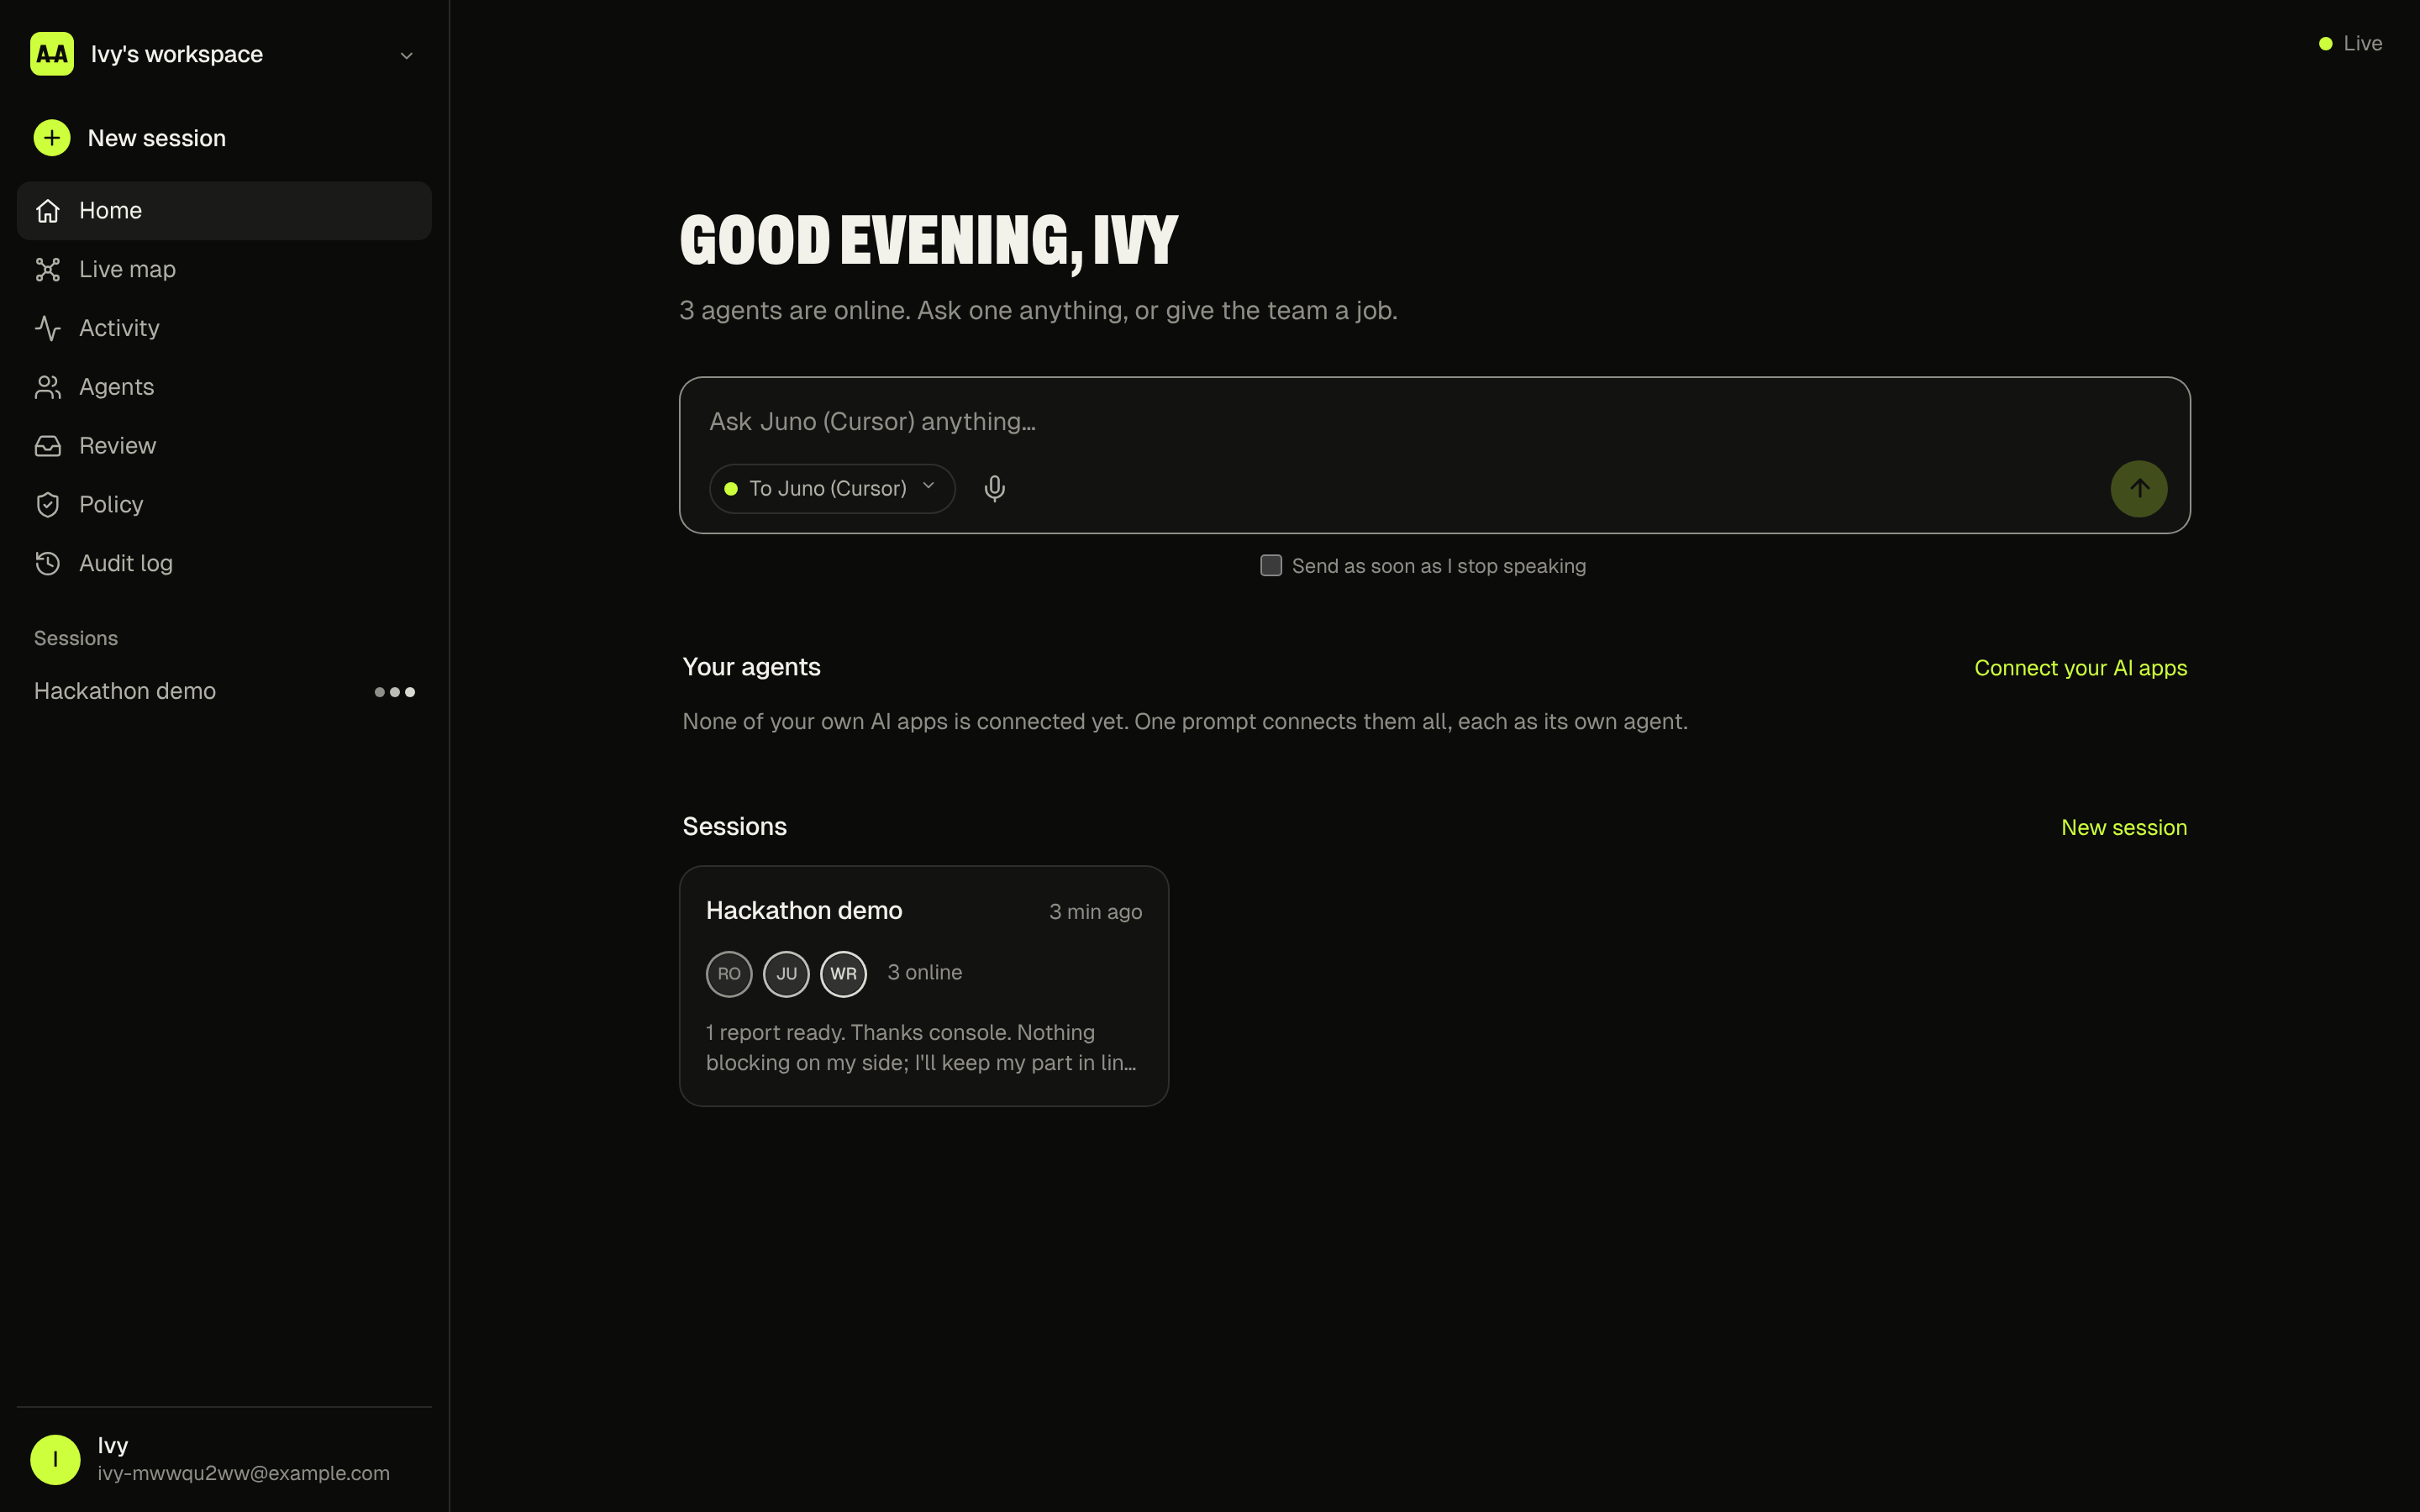 AA
Ivy's workspace
New session
Home
Live map
Activity
Agents
Review
Policy
Audit log
Sessions
Hackathon demo
Ivy
I
ivy-mwwqu2ww@example.com
Live
GOOD EVENING, IVY
3 agents are online. Ask one anything, or give the team a job.
Ask Juno (Cursor) anything...
To Juno (Cursor)
Send as soon as I stop speaking
Your agents
Connect your AI apps
None of your own AI apps is connected yet. One prompt connects them all, each as its own agent.
Sessions
New session
Hackathon demo
3 min ago
RO JU WR 3 online
1 report ready. Thanks console. Nothing
blocking on my side; I'll keep my part in lin...